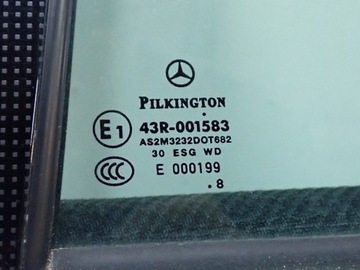 PILKINGTON
E1 43R-001583
AS2M3232DOT682
30 ESG WD
CCC E 000199
.8